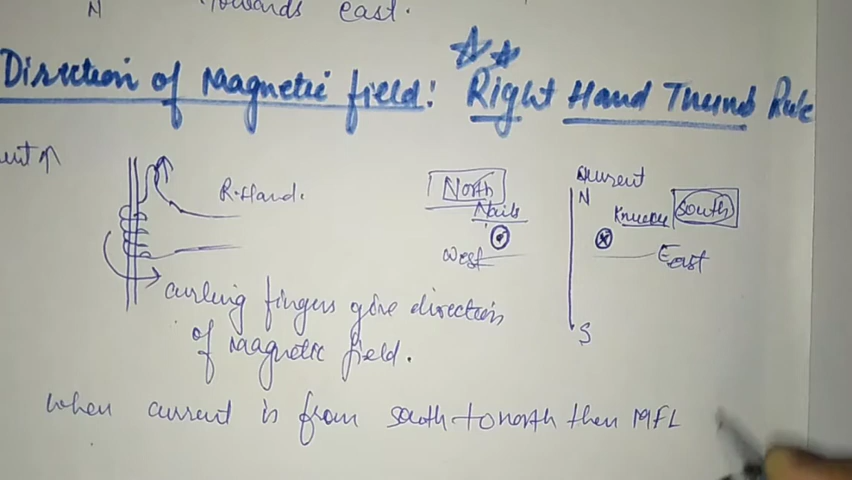 N towards east.
Direction of Magnetic field: Right Hand Thumb Rule
R.Hand.
North
Nails
West
Current
N
Knuckle South
East
S
curling fingers give direction
of Magnetic field.
when current is from south to north then MFL